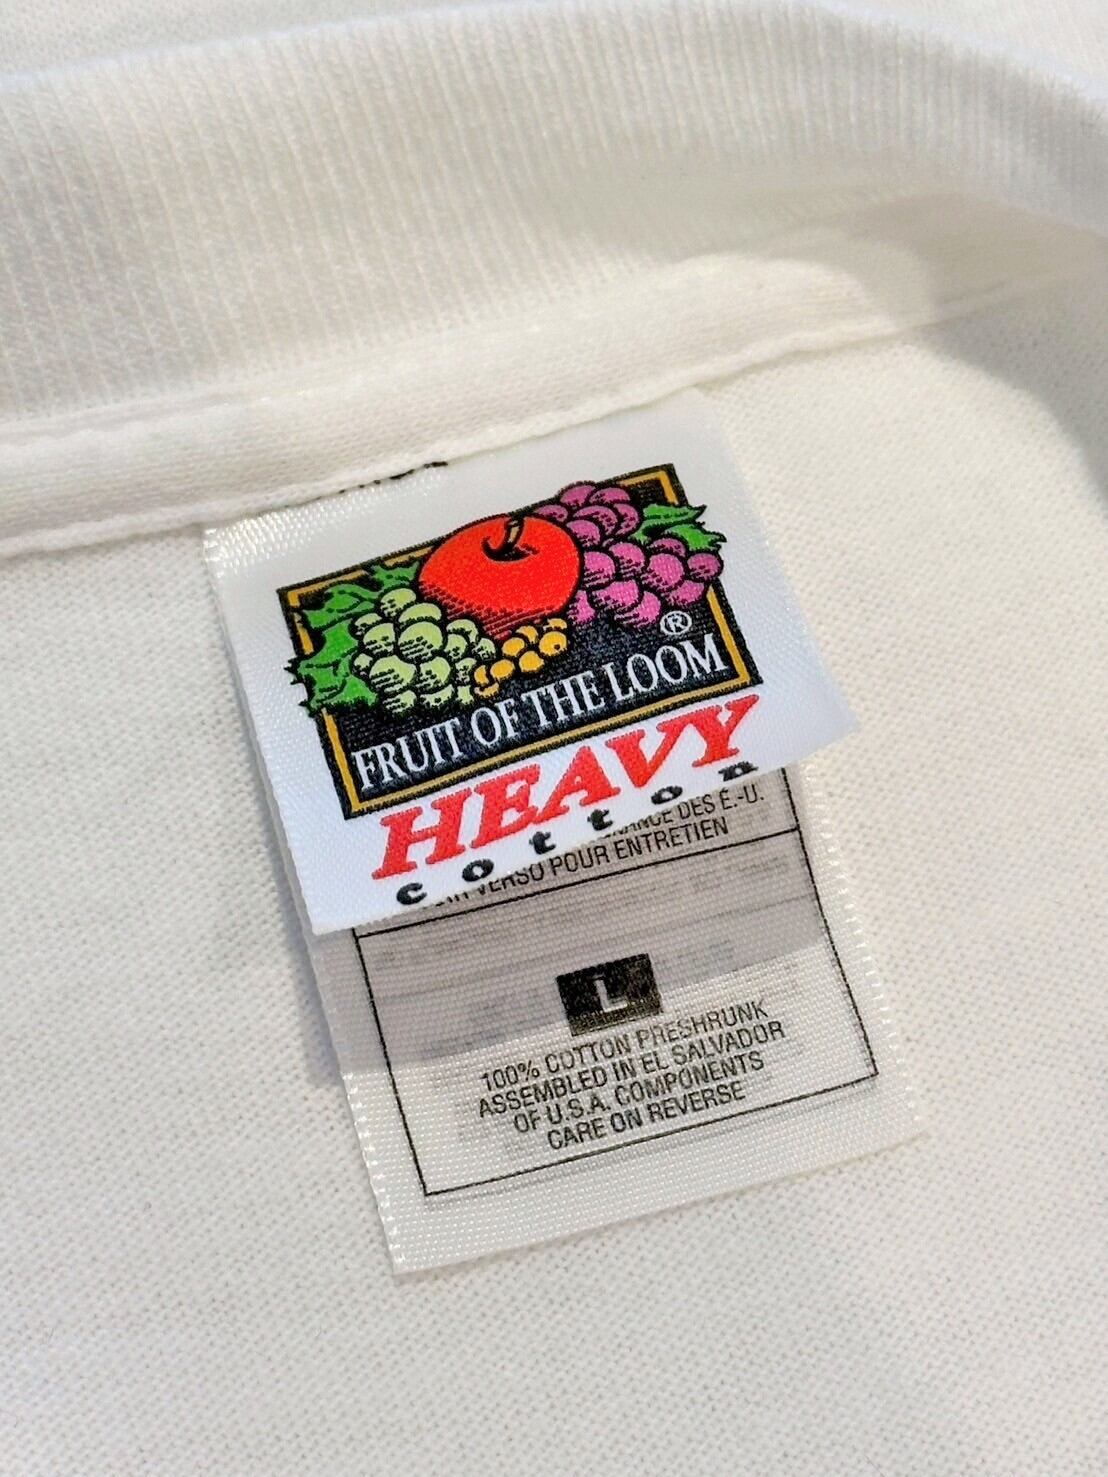 ®
FRUIT OF THE LOOM
HEAVY
cotton
DES É.-U.
VERSO POUR ENTRETIEN
L
100% COTTON PRESHRUNK
ASSEMBLED IN EL SALVADOR
OF U.S.A. COMPONENTS
CARE ON REVERSE